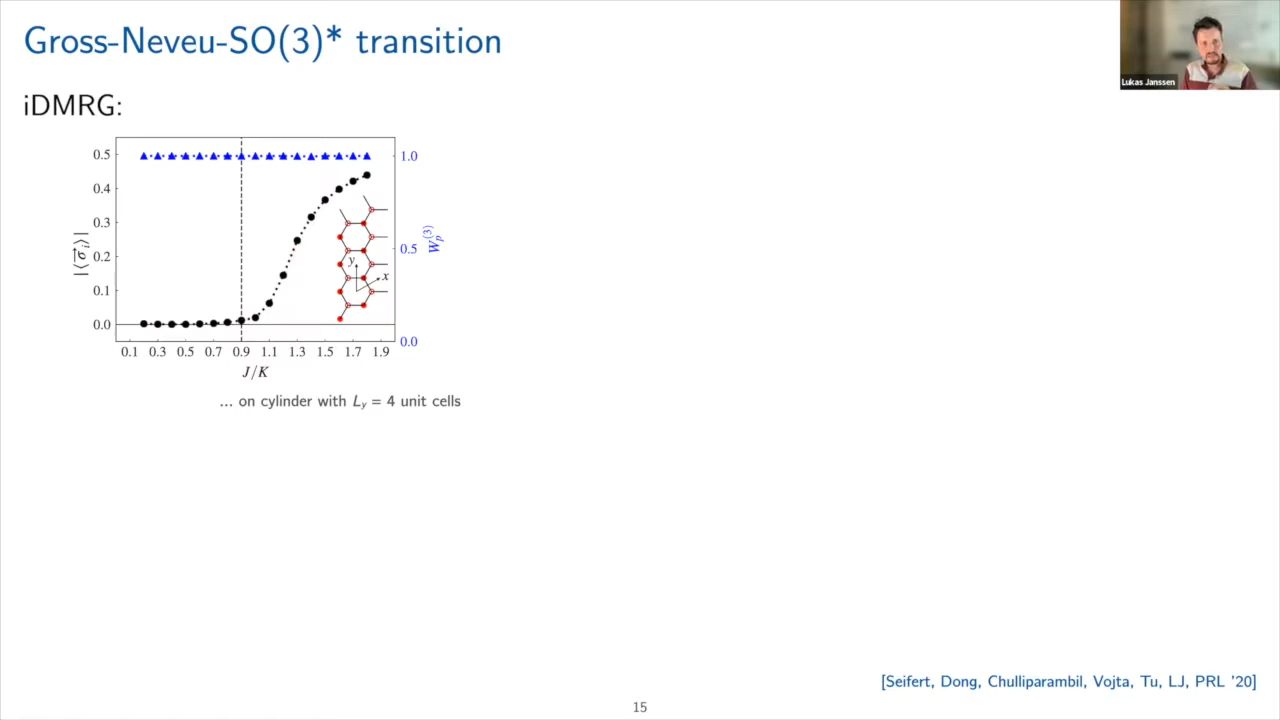 Gross-Neveu-SO(3)* transition
Lukas Janssen
iDMRG:
0.5
0.4
0.3
0.2
0.1
0.0
|⟨σ⃗ᵢ⟩|
1.0
0.5
0.0
Wₚ⁽³⁾
y
x
0.1 0.3 0.5 0.7 0.9 1.1 1.3 1.5 1.7 1.9
J/K
... on cylinder with L_y = 4 unit cells
[Seifert, Dong, Chulliparambil, Vojta, Tu, LJ, PRL '20]
15